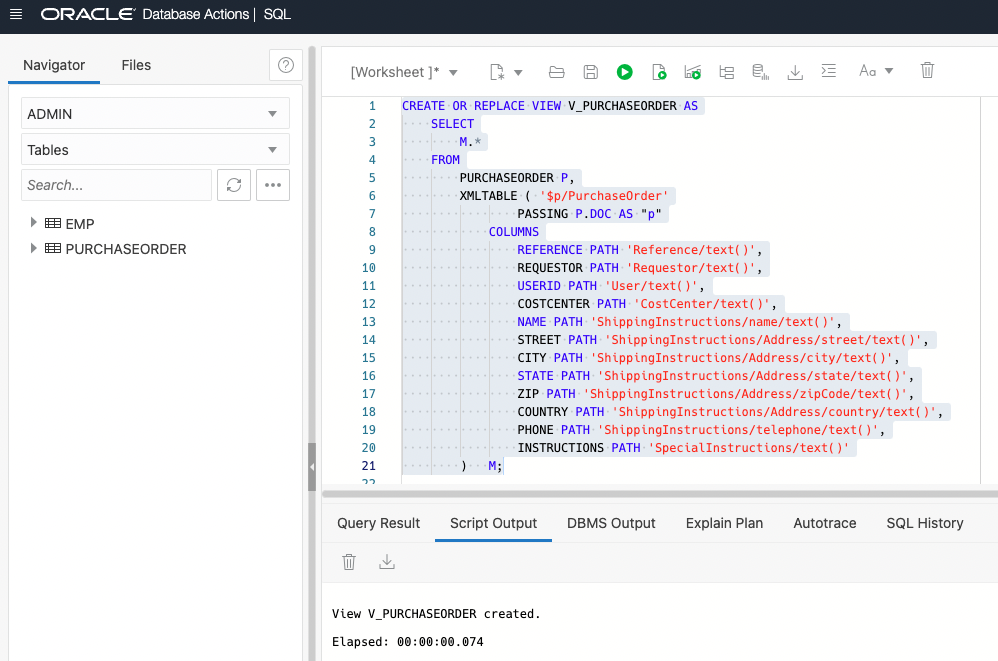 ORACLE Database Actions | SQL
Navigator
Files
ADMIN
Tables
Search...
EMP
PURCHASEORDER
[Worksheet ]*
Aa
1 CREATE OR REPLACE VIEW V_PURCHASEORDER AS
2 SELECT
3 M.*
4 FROM
5 PURCHASEORDER P,
6 XMLTABLE ( '$p/PurchaseOrder'
7 PASSING P.DOC AS "p"
8 COLUMNS
9 REFERENCE PATH 'Reference/text()',
10 REQUESTOR PATH 'Requestor/text()',
11 USERID PATH 'User/text()',
12 COSTCENTER PATH 'CostCenter/text()',
13 NAME PATH 'ShippingInstructions/name/text()',
14 STREET PATH 'ShippingInstructions/Address/street/text()',
15 CITY PATH 'ShippingInstructions/Address/city/text()',
16 STATE PATH 'ShippingInstructions/Address/state/text()',
17 ZIP PATH 'ShippingInstructions/Address/zipCode/text()',
18 COUNTRY PATH 'ShippingInstructions/Address/country/text()',
19 PHONE PATH 'ShippingInstructions/telephone/text()',
20 INSTRUCTIONS PATH 'SpecialInstructions/text()'
21 ) M;
22
Query Result
Script Output
DBMS Output
Explain Plan
Autotrace
SQL History
View V_PURCHASEORDER created.
Elapsed: 00:00:00.074